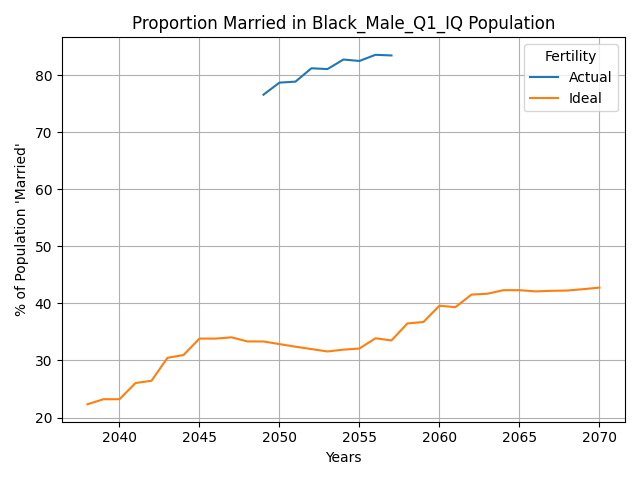 Proportion Married in Black_Male_Q1_IQ Population
Fertility
Actual
Ideal
% of Population 'Married'
80
70
60
50
40
30
20
2040
2045
2050
2055
2060
2065
2070
Years